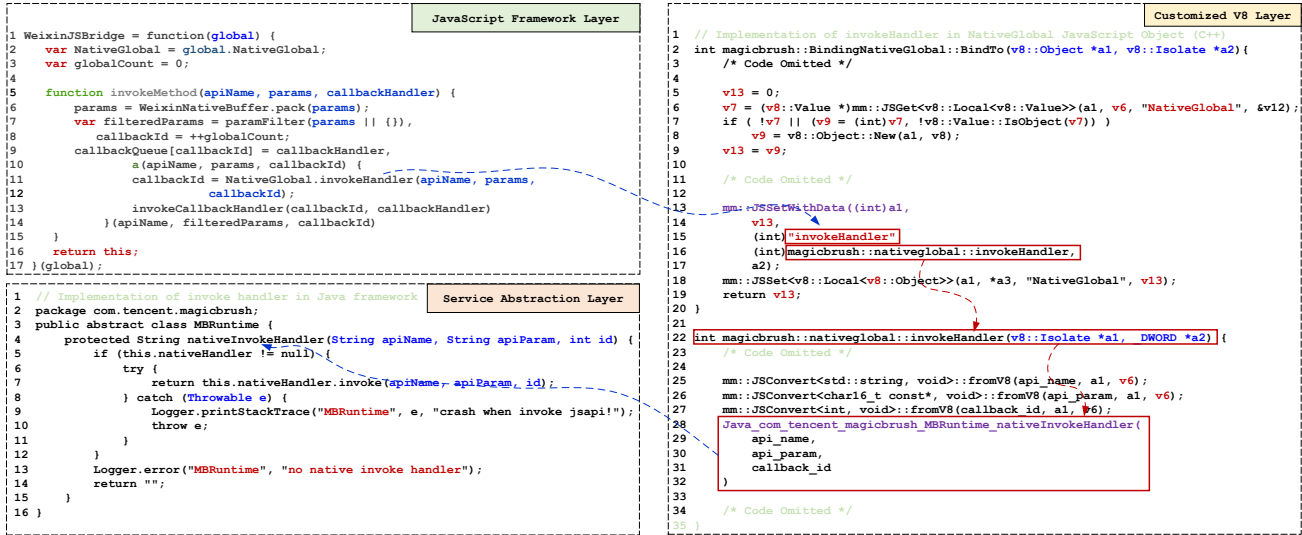 JavaScript Framework Layer
1 WeixinJSBridge = function(global) {
2 var NativeGlobal = global.NativeGlobal;
3 var globalCount = 0;
4
5 function invokeMethod(apiName, params, callbackHandler) {
6 params = WeixinNativeBuffer.pack(params);
7 var filteredParams = paramFilter(params || {}),
8 callbackId = ++globalCount;
9 callbackQueue[callbackId] = callbackHandler,
10 a(apiName, params, callbackId) {
11 callbackId = NativeGlobal.invokeHandler(apiName, params,
12 callbackId);
13 invokeCallbackHandler(callbackId, callbackHandler)
14 }(apiName, filteredParams, callbackId)
15 }
16 return this;
17 }(global);
Service Abstraction Layer
1 // Implementation of invoke handler in Java framework
2 package com.tencent.magicbrush;
3 public abstract class MBRuntime {
4 protected String nativeInvokeHandler(String apiName, String apiParam, int id) {
5 if (this.nativeHandler != null) {
6 try {
7 return this.nativeHandler.invoke(apiName, apiParam, id);
8 } catch (Throwable e) {
9 Logger.printStackTrace("MBRuntime", e, "crash when invoke jsapi!");
10 throw e;
11 }
12 }
13 Logger.error("MBRuntime", "no native invoke handler");
14 return "";
15 }
16 }
Customized V8 Layer
1 // Implementation of invokeHandler in NativeGlobal JavaScript Object (C++)
2 int magicbrush::BindingNativeGlobal::BindTo(v8::Object *a1, v8::Isolate *a2){
3 /* Code Omitted */
4
5 v13 = 0;
6 v7 = (v8::Value *)mm::JSGet<v8::Local<v8::Value>>(a1, v6, "NativeGlobal", &v12);
7 if ( !v7 || (v9 = (int)v7, !v8::Value::IsObject(v7)) )
8 v9 = v8::Object::New(a1, v8);
9 v13 = v9;
10
11 /* Code Omitted */
12
13 mm::JSSetWithData((int)a1,
14 v13,
15 (int)"invokeHandler"
16 (int)magicbrush::nativeglobal::invokeHandler,
17 a2);
18 mm::JSSet<v8::Local<v8::Object>>(a1, *a3, "NativeGlobal", v13);
19 return v13;
20 }
21
22 int magicbrush::nativeglobal::invokeHandler(v8::Isolate *a1, _DWORD *a2) {
23 /* Code Omitted */
24
25 mm::JSConvert<std::string, void>::fromV8(api_name, a1, v6);
26 mm::JSConvert<char16_t const*, void>::fromV8(api_param, a1, v6);
27 mm::JSConvert<int, void>::fromV8(callback_id, a1, v6);
28 Java_com_tencent_magicbrush_MBRuntime_nativeInvokeHandler(
29 api_name,
30 api_param,
31 callback_id
32 )
33
34 /* Code Omitted */
35 }